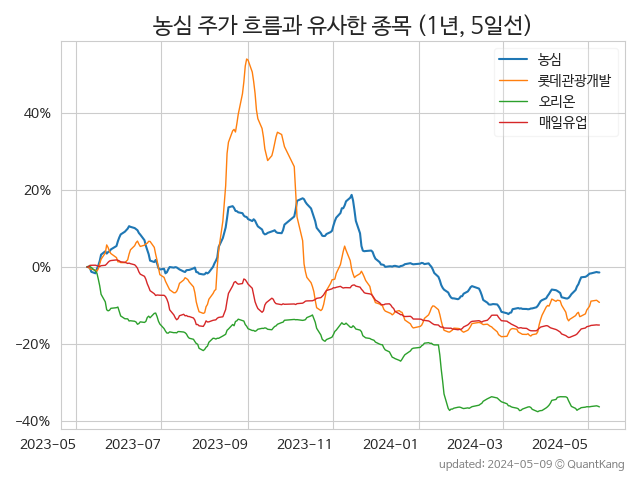 농심 주가 흐름과 유사한 종목 (1년, 5일선)
농심
롯데관광개발
오리온
매일유업
40%
20%
0%
−20%
−40%
2023-05 2023-07 2023-09 2023-11 2024-01 2024-03 2024-05
updated: 2024-05-09 © QuantKang